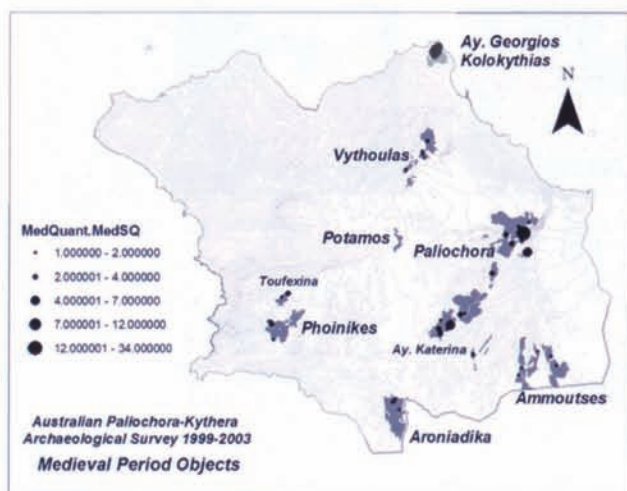 Ay. Georgios
Kolokythias
N
Vythoulas
MedQuant.MedSQ
1.000000 - 2.000000
2.000001 - 4.000000
4.000001 - 7.000000
7.000001 - 12.000000
12.000001 - 34.000000
Potamos
Paliochora
Toufexina
Phoinikes
Ay. Katerina
Ammoutses
Aroniadika
Australian Paliochora-Kythera
Archaeological Survey 1999-2003
Medieval Period Objects